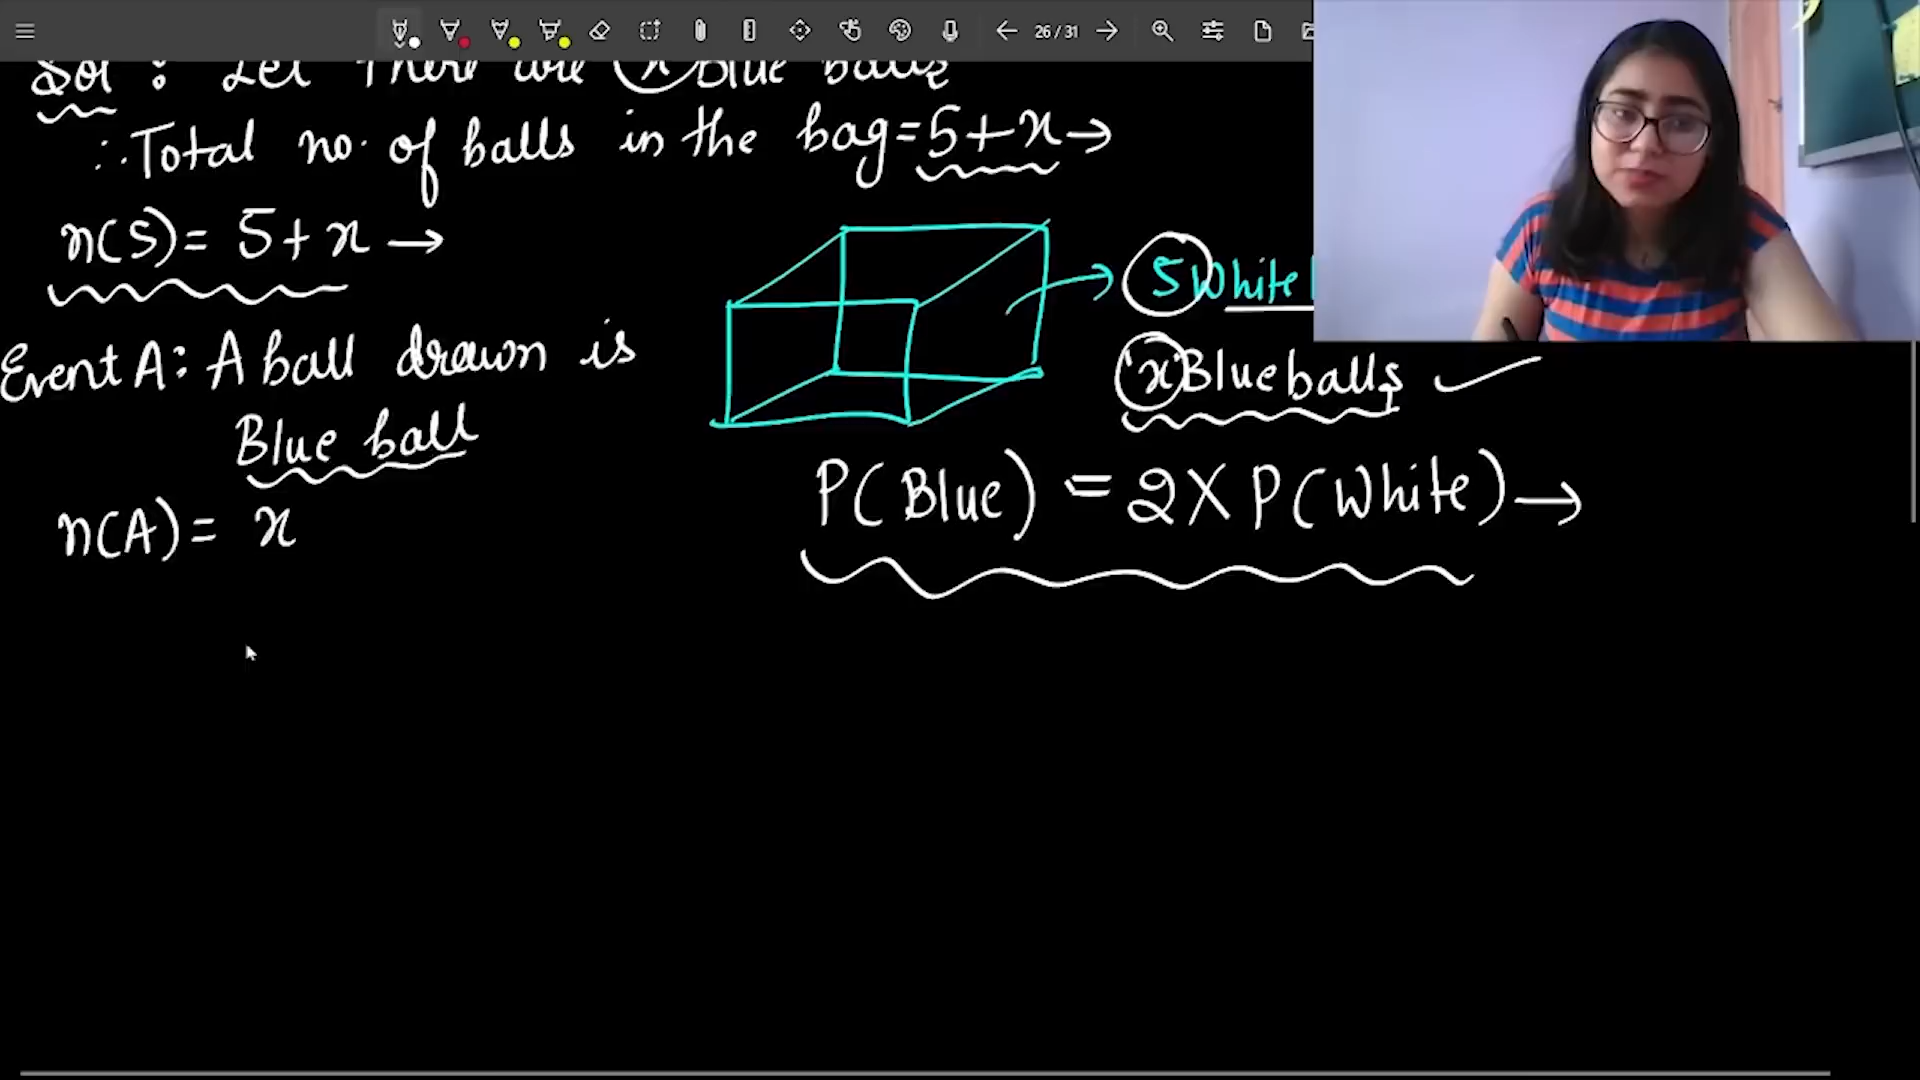 26/31
Sol : Let There are x Blue balls
∴ Total no. of balls in the bag = 5+x →
n(S) = 5+x →
5 White
Event A: A ball drawn is
Blue ball
x Blue balls ✓
P(Blue) = 2 X P(White) →
n(A) = x